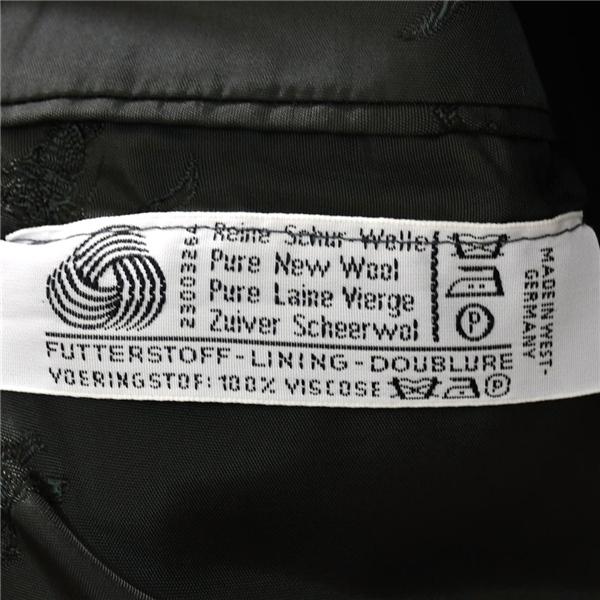 23003264
Reine Schur Wolle
Pure New Wool
Pure Laine Vierge
Zuiver Scheerwol
P
MADE IN WEST-
GERMANY
FUTTERSTOFF-LINING-DOUBLURE
VOERINGSTOF: 100% VISCOSE
P